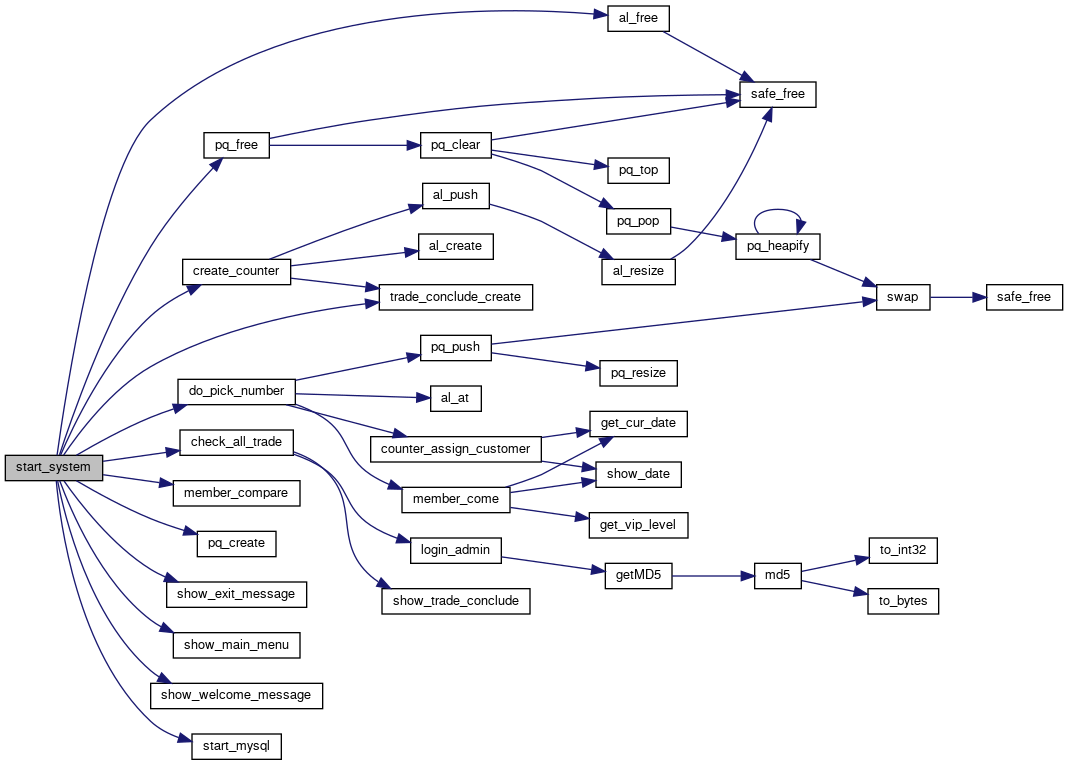 al_free
safe_free
pq_free
pq_clear
pq_top
al_push
pq_pop
al_create
pq_heapify
create_counter
al_resize
trade_conclude_create
swap
safe_free
pq_push
pq_resize
do_pick_number
al_at
get_cur_date
check_all_trade
counter_assign_customer
start_system
show_date
member_compare
member_come
get_vip_level
pq_create
login_admin
to_int32
getMD5
md5
show_exit_message
show_trade_conclude
to_bytes
show_main_menu
show_welcome_message
start_mysql